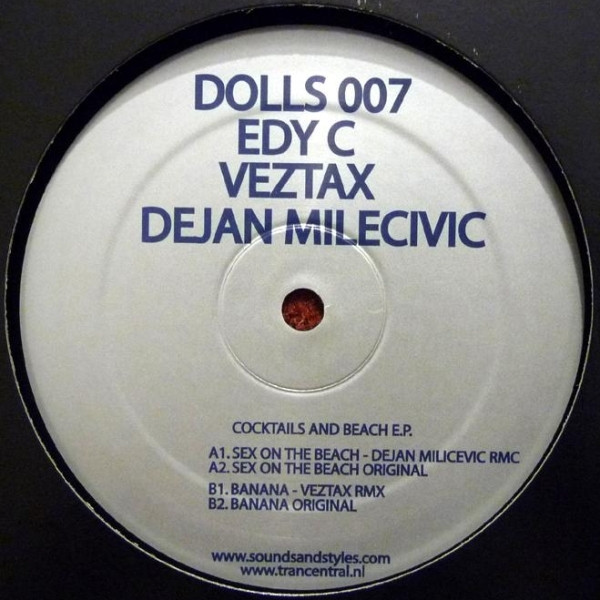 DOLLS 007
EDY C
VEZTAX
DEJAN MILECIVIC
COCKTAILS AND BEACH E.P.
A1. SEX ON THE BEACH - DEJAN MILICEVIC RMC
A2. SEX ON THE BEACH ORIGINAL
B1. BANANA - VEZTAX RMX
B2. BANANA ORIGINAL
www.soundsandstyles.com
www.trancentral.nl